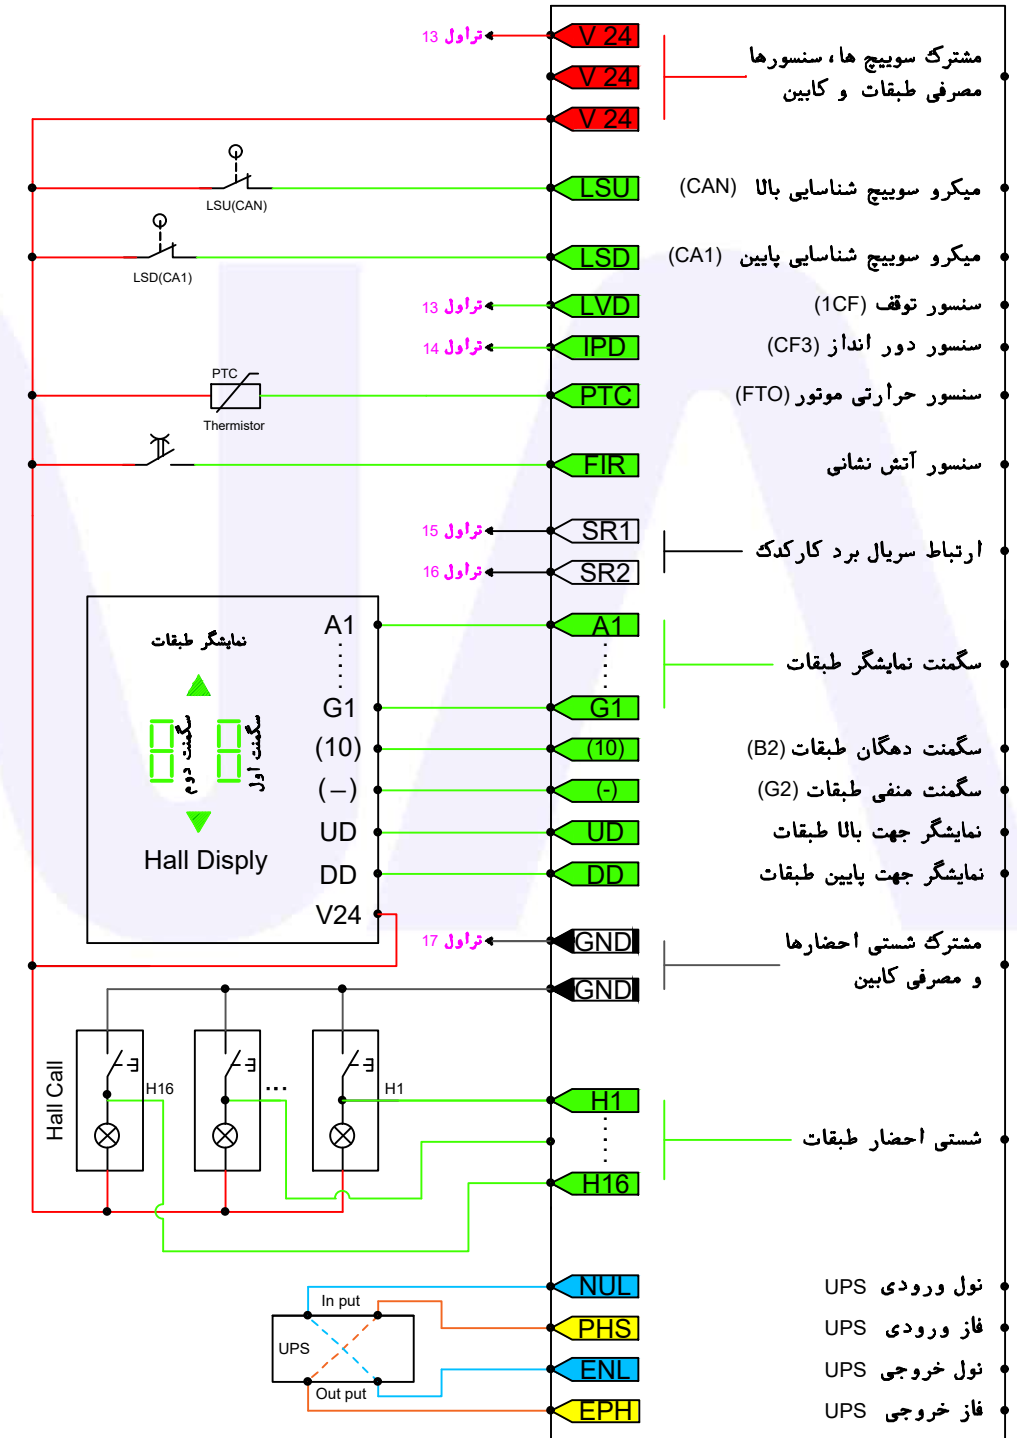 تراول 13
V 24
V 24
V 24
مشترک سوییچ ها، سنسورها
مصرفی طبقات و کابین
LSU(CAN)
LSU
میکرو سوییچ شناسایی بالا (CAN)
LSD(CA1)
LSD
میکرو سوییچ شناسایی پایین (CA1)
تراول 13
LVD
سنسور توقف (1CF)
تراول 14
IPD
سنسور دور انداز (CF3)
PTC
Thermistor
PTC
سنسور حرارتی موتور (FTO)
FIR
سنسور آتش نشانی
تراول 15
SR1
تراول 16
SR2
ارتباط سریال برد کارکدک
نمایشگر طبقات
سگمنت دوم
سگمنت اول
Hall Disply
A1
G1
(10)
(–)
UD
DD
V24
A1
G1
سگمنت نمایشگر طبقات
(10)
سگمنت دهگان طبقات (B2)
(-)
سگمنت منفی طبقات (G2)
UD
نمایشگر جهت بالا طبقات
DD
نمایشگر جهت پایین طبقات
تراول 17
GND
GND
مشترک شستی احضارها
و مصرفی کابین
Hall Call
H16
...
H1
H1
H16
شستی احضار طبقات
In put
UPS
Out put
NUL
نول ورودی UPS
PHS
فاز ورودی UPS
ENL
نول خروجی UPS
EPH
فاز خروجی UPS